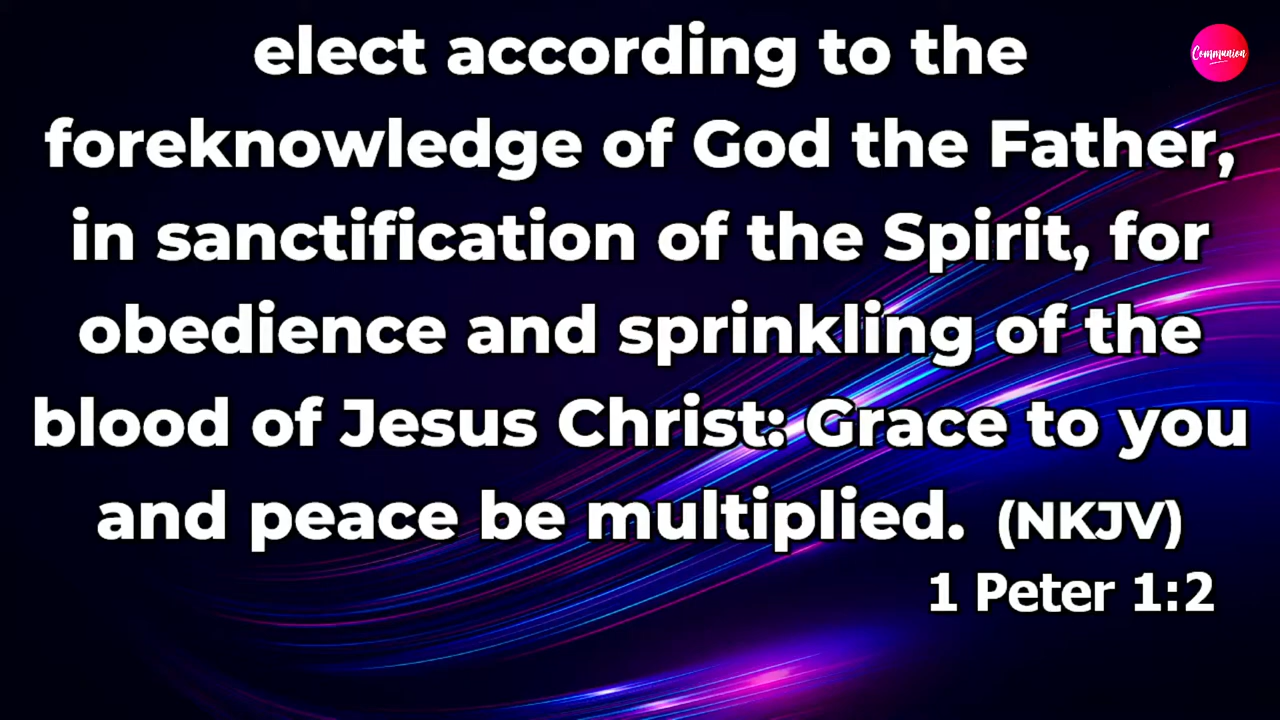 Communion
elect according to the
foreknowledge of God the Father,
in sanctification of the Spirit, for
obedience and sprinkling of the
blood of Jesus Christ: Grace to you
and peace be multiplied. (NKJV)
1 Peter 1:2